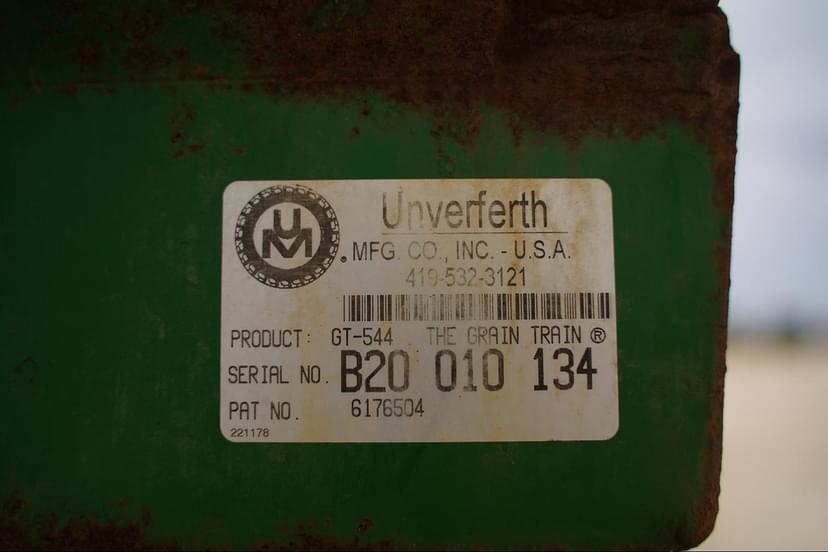 UM
Unverferth
MFG. CO., INC. - U.S.A.
419-532-3121
PRODUCT: GT-544 THE GRAIN TRAIN ®
SERIAL NO. B20 010 134
PAT NO. 6176504
221178